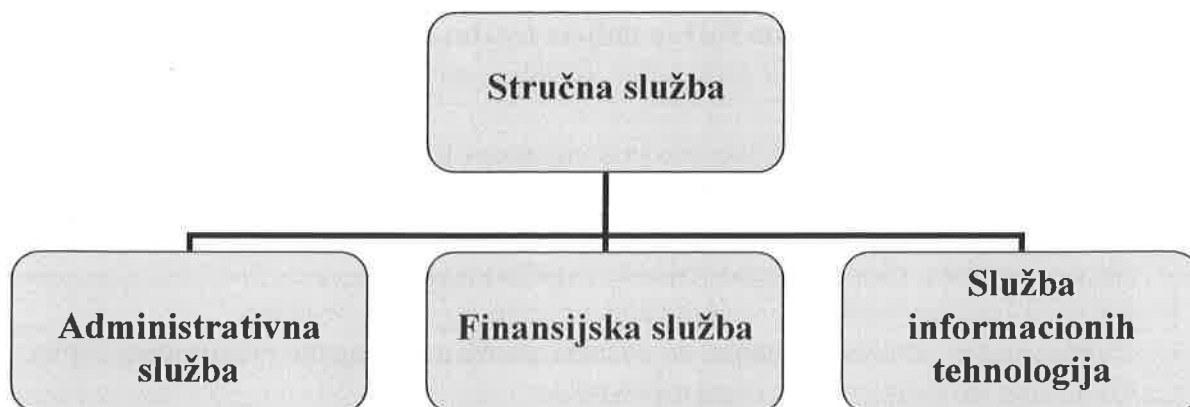 Stručna služba
Administrativna
služba
Finansijska služba
Služba
informacionih
tehnologija